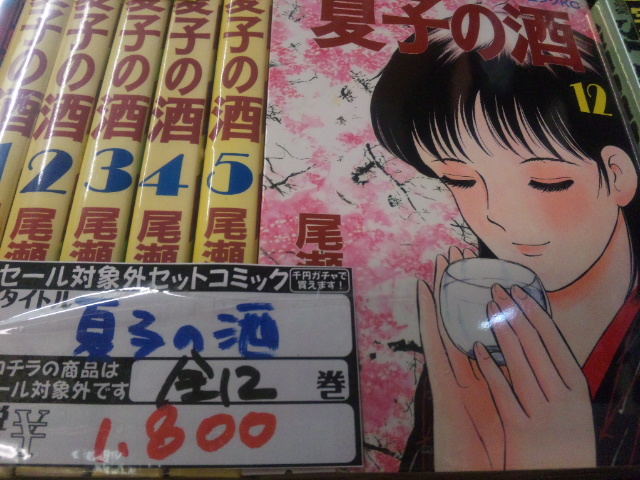 夏子の酒
12
尾瀬
子の酒
1
子の酒
2
尾瀬
夏子の酒
3
尾瀬
夏子の酒
4
尾瀬
夏子の酒
5
尾瀬
セール対象外セットコミック
千円ガチャで
買えます!
タイトル
夏子の酒
コチラの商品は
ール対象外です
全12
巻
¥
1,800